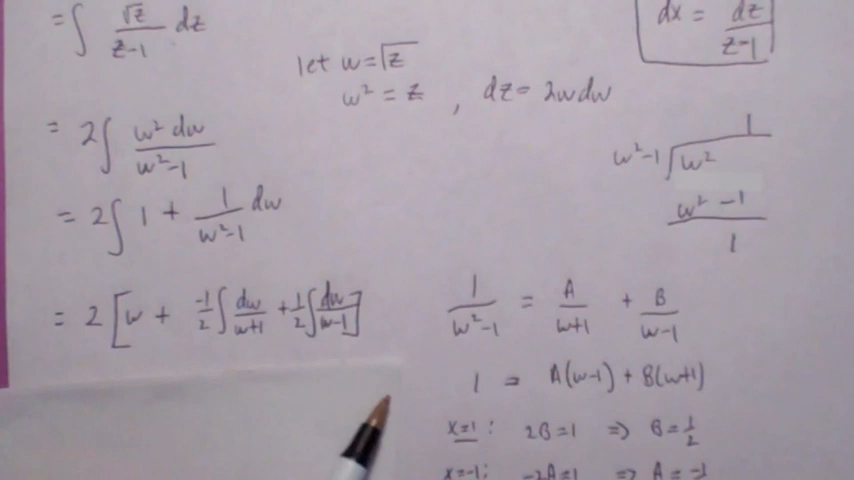 = ∫ √z / (z-1) dz
dx = dz / (z-1)
let w = √z
w² = z , dz = 2w dw
= 2 ∫ w² dw / (w²-1)
1
w²-1 ) w²
w² - 1
1
= 2 ∫ 1 + 1 / (w²-1) dw
= 2 [ w + -1/2 ∫ dw / (w+1) + 1/2 ∫ dw / (w-1) ]
1 / (w²-1) = A / (w+1) + B / (w-1)
1 = A(w-1) + B(w+1)
x=1 : 2B=1 ⇒ B = 1/2
x=-1: -2A=1 ⇒ A = -1